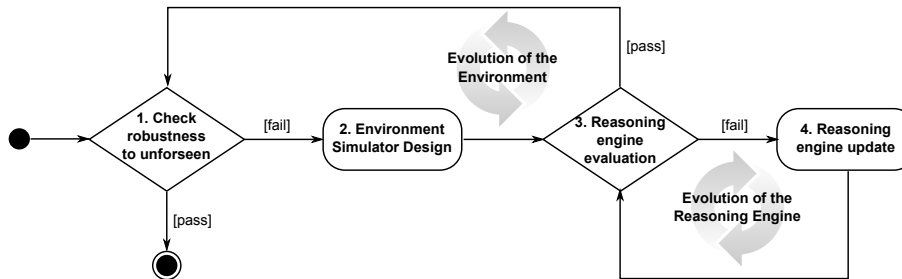 [pass]
Evolution of the
Environment
1. Check
robustness
to unforseen
[fail]
2. Environment
Simulator Design
3. Reasoning
engine
evaluation
[fail]
4. Reasoning
engine update
Evolution of the
Reasoning Engine
[pass]